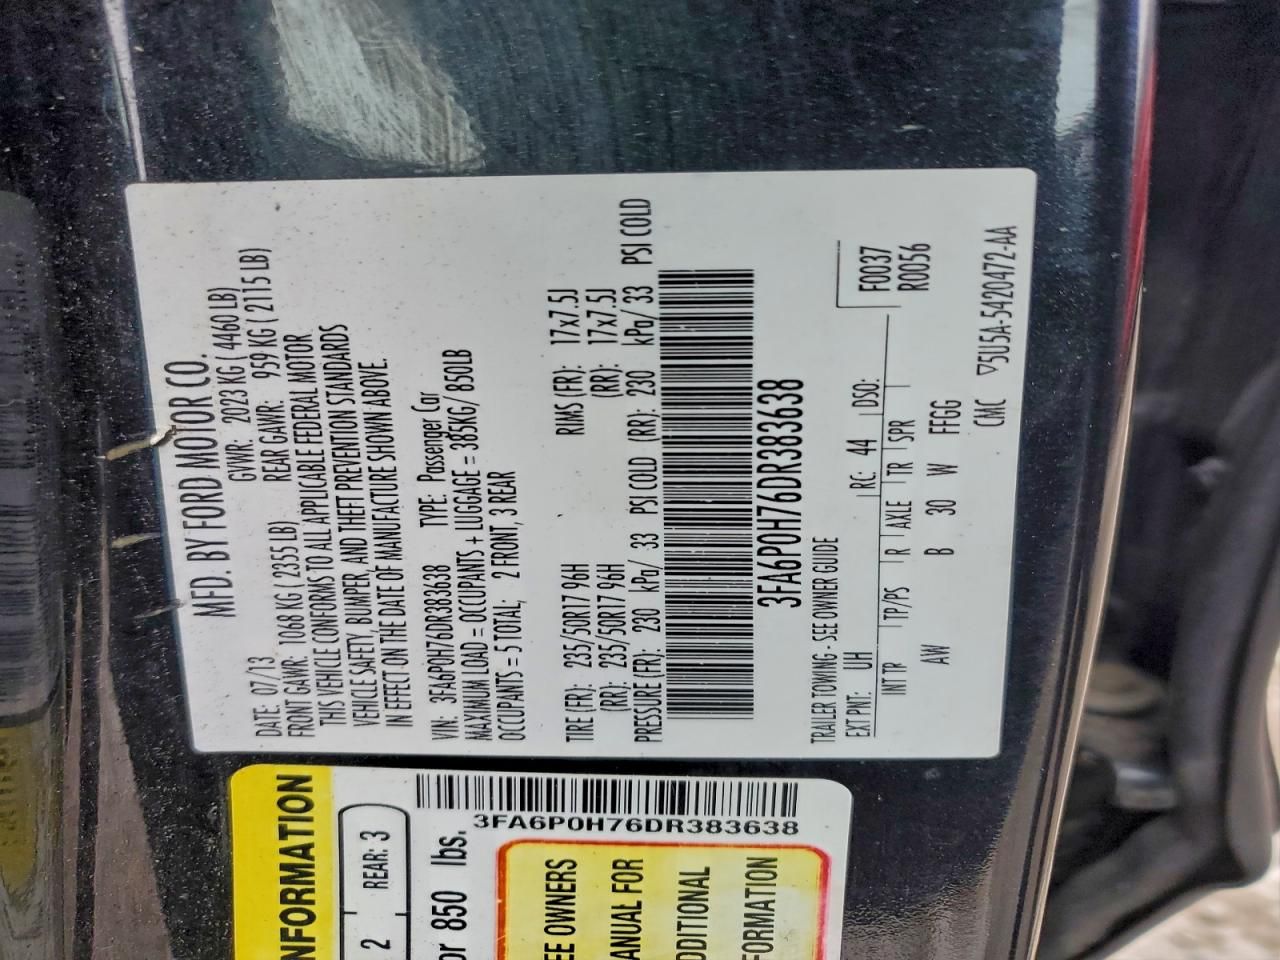 MFD. BY FORD MOTOR CO.
DATE: 07/13 GVWR: 2023 KG ( 4460 LB)
FRONT GAWR: 1068 KG ( 2355 LB) REAR GAWR: 959 KG ( 2115 LB)
THIS VEHICLE CONFORMS TO ALL APPLICABLE FEDERAL MOTOR
VEHICLE SAFETY, BUMPER, AND THEFT PREVENTION STANDARDS
IN EFFECT ON THE DATE OF MANUFACTURE SHOWN ABOVE.
VIN: 3FA6P0H76DR383638 TYPE: Passenger Car
MAXIMUM LOAD = OCCUPANTS + LUGGAGE = 385KG/ 850LB
OCCUPANTS = 5 TOTAL; 2 FRONT, 3 REAR
TIRE (FR): 235/50R17 96H RIMS (FR): 17x7.5J
(RR): 235/50R17 96H (RR): 17x7.5J
PRESSURE (FR): 230 kPa/ 33 PSI COLD (RR): 230 kPa/ 33 PSI COLD
3FA6P0H76DR383638
TRAILER TOWING - SEE OWNER GUIDE
EXT PNT: UH RC: 44 DSO: F0037
R0056
INT TR TP/PS R AXLE TR SPR
AW B 30 W FFGG
CMC ▽5U5A-5420472-AA
NFORMATION
2 REAR: 3
or 850 lbs.
3FA6P0H76DR383638
EE OWNERS
ANUAL FOR
DDITIONAL
FORMATION